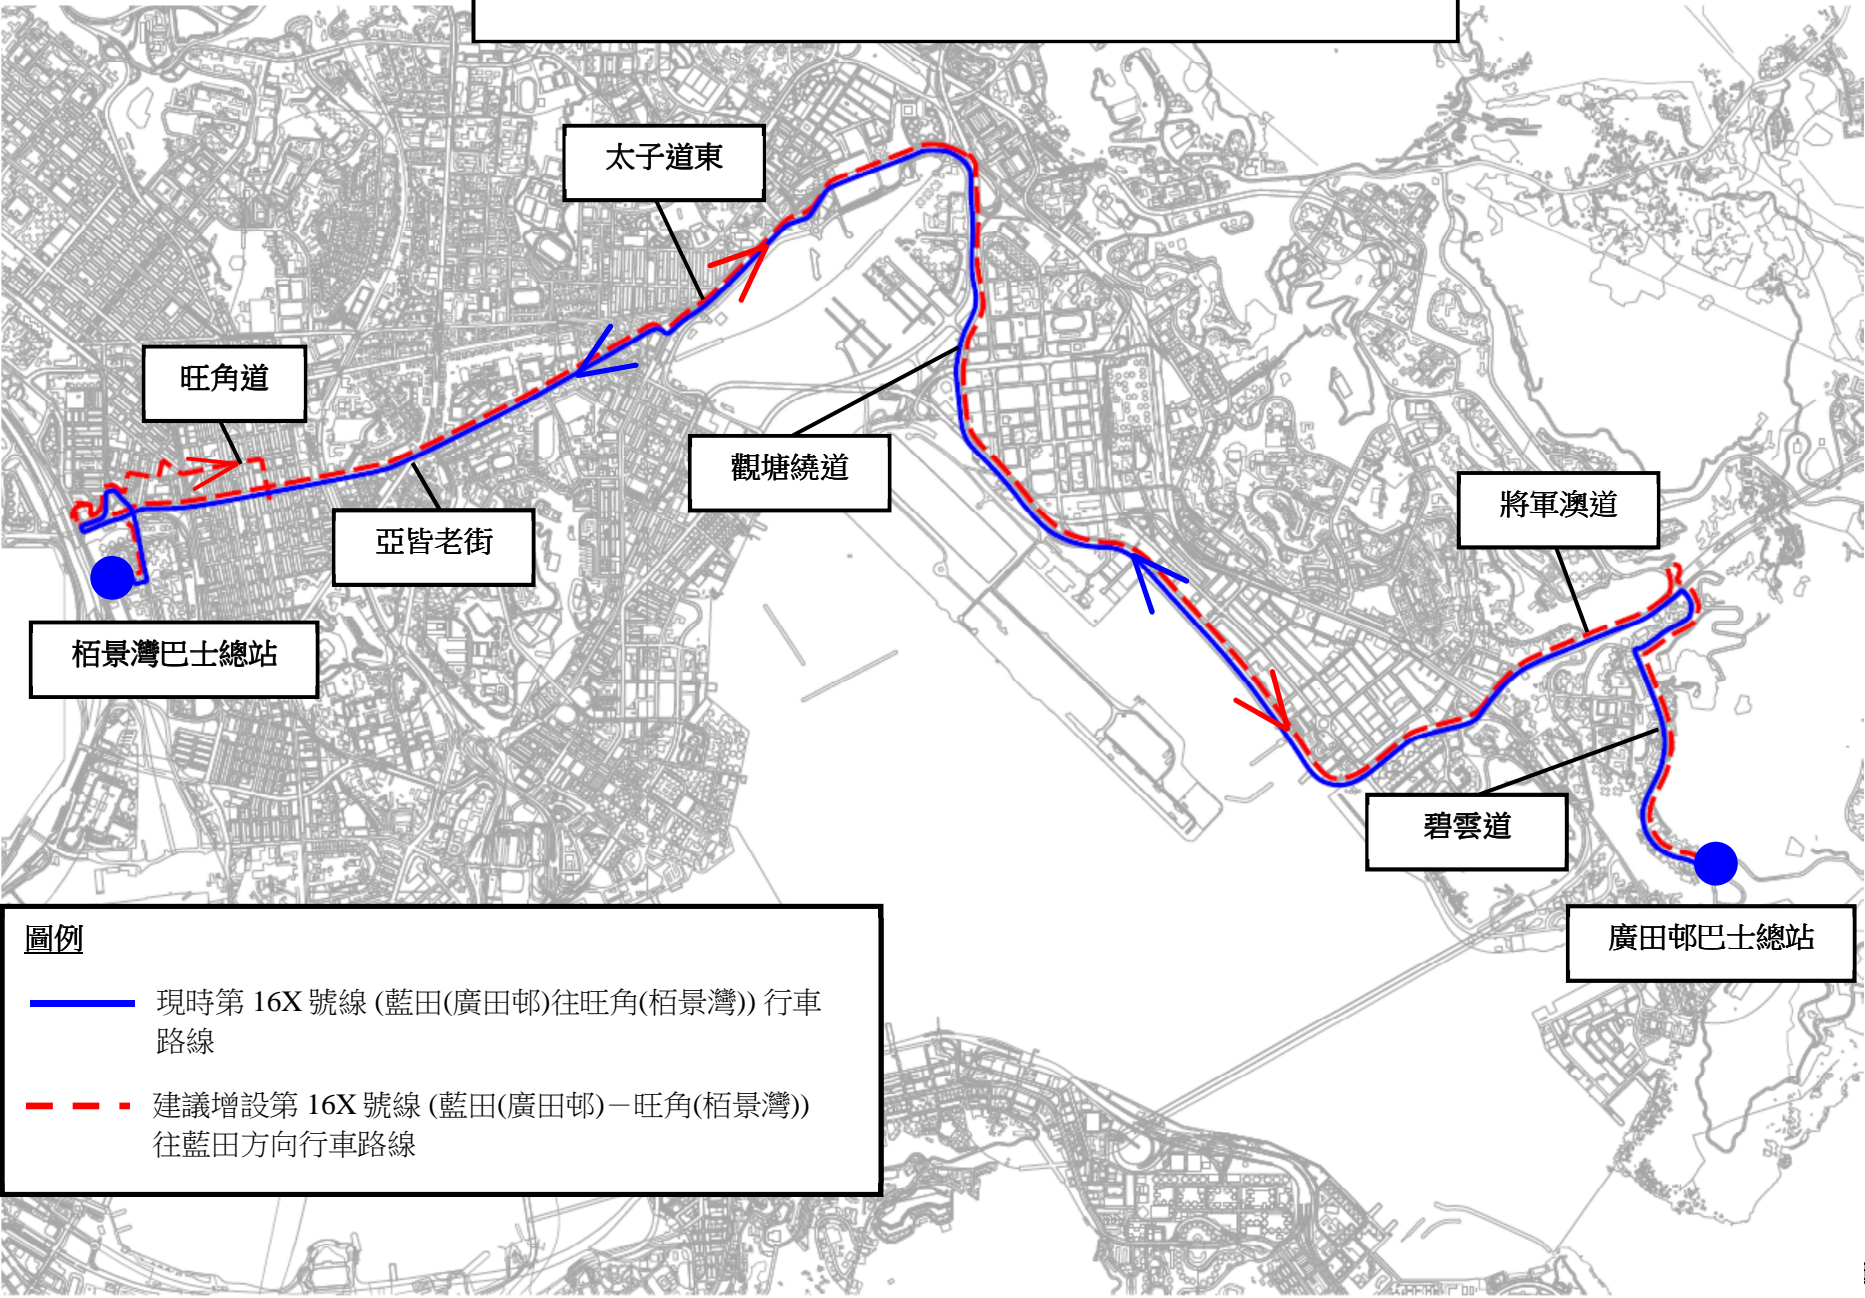 太子道東
旺角道
觀塘繞道
將軍澳道
亞皆老街
栢景灣巴士總站
碧雲道
廣田邨巴士總站
圖例
現時第 16X 號線 (藍田(廣田邨)往旺角(栢景灣)) 行車
路線
建議增設第 16X 號線 (藍田(廣田邨)－旺角(栢景灣))
往藍田方向行車路線